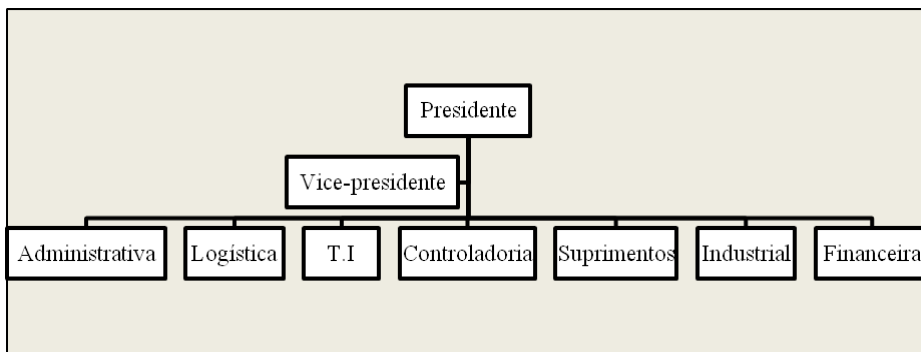 Presidente
Vice-presidente
Administrativa
Logística
T.I
Controladoria
Suprimentos
Industrial
Financeira